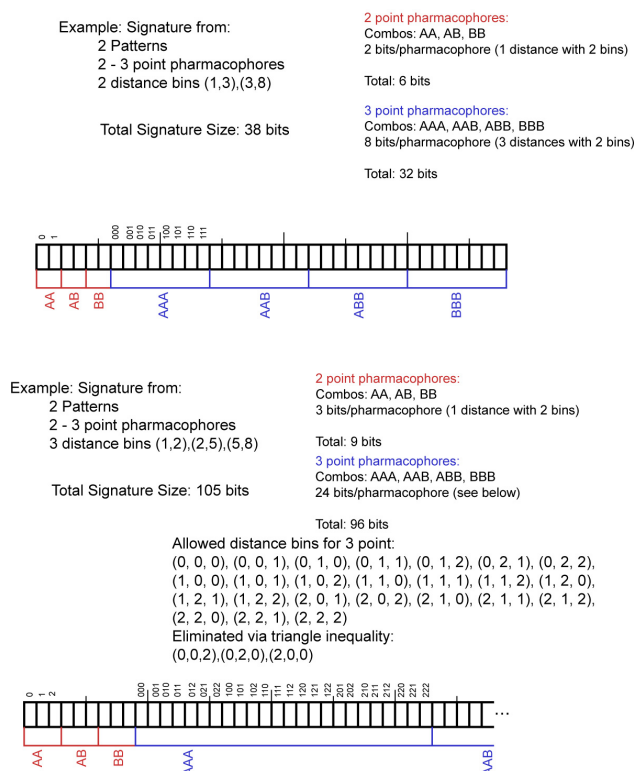 Example: Signature from:
2 Patterns
2 - 3 point pharmacophores
2 distance bins (1,3),(3,8)
Total Signature Size: 38 bits
2 point pharmacophores:
Combos: AA, AB, BB
2 bits/pharmacophore (1 distance with 2 bins)
Total: 6 bits
3 point pharmacophores:
Combos: AAA, AAB, ABB, BBB
8 bits/pharmacophore (3 distances with 2 bins)
Total: 32 bits
0 1 000 001 010 011 100 101 110 111
AA AB BB AAA AAB ABB BBB
Example: Signature from:
2 Patterns
2 - 3 point pharmacophores
3 distance bins (1,2),(2,5),(5,8)
Total Signature Size: 105 bits
2 point pharmacophores:
Combos: AA, AB, BB
3 bits/pharmacophore (1 distance with 2 bins)
Total: 9 bits
3 point pharmacophores:
Combos: AAA, AAB, ABB, BBB
24 bits/pharmacophore (see below)
Total: 96 bits
Allowed distance bins for 3 point:
(0, 0, 0), (0, 0, 1), (0, 1, 0), (0, 1, 1), (0, 1, 2), (0, 2, 1), (0, 2, 2),
(1, 0, 0), (1, 0, 1), (1, 0, 2), (1, 1, 0), (1, 1, 1), (1, 1, 2), (1, 2, 0),
(1, 2, 1), (1, 2, 2), (2, 0, 1), (2, 0, 2), (2, 1, 0), (2, 1, 1), (2, 1, 2),
(2, 2, 0), (2, 2, 1), (2, 2, 2)
Eliminated via triangle inequality:
(0,0,2),(0,2,0),(2,0,0)
0 1 2 000 001 010 011 012 021 022 100 101 102 110 111 112 120 121 122 201 202 210 211 212 220 221 222
...
AA AB BB AAA AAB